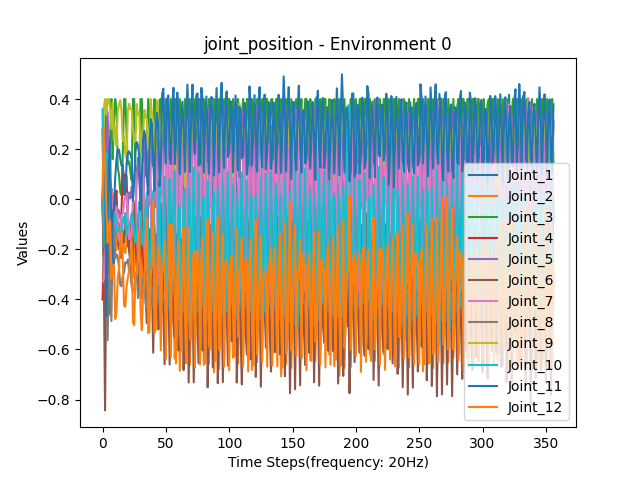 joint_position - Environment 0
Values
0.4
0.2
0.0
−0.2
−0.4
−0.6
−0.8
Joint_1
Joint_2
Joint_3
Joint_4
Joint_5
Joint_6
Joint_7
Joint_8
Joint_9
Joint_10
Joint_11
Joint_12
0 50 100 150 200 250 300 350
Time Steps(frequency: 20Hz)